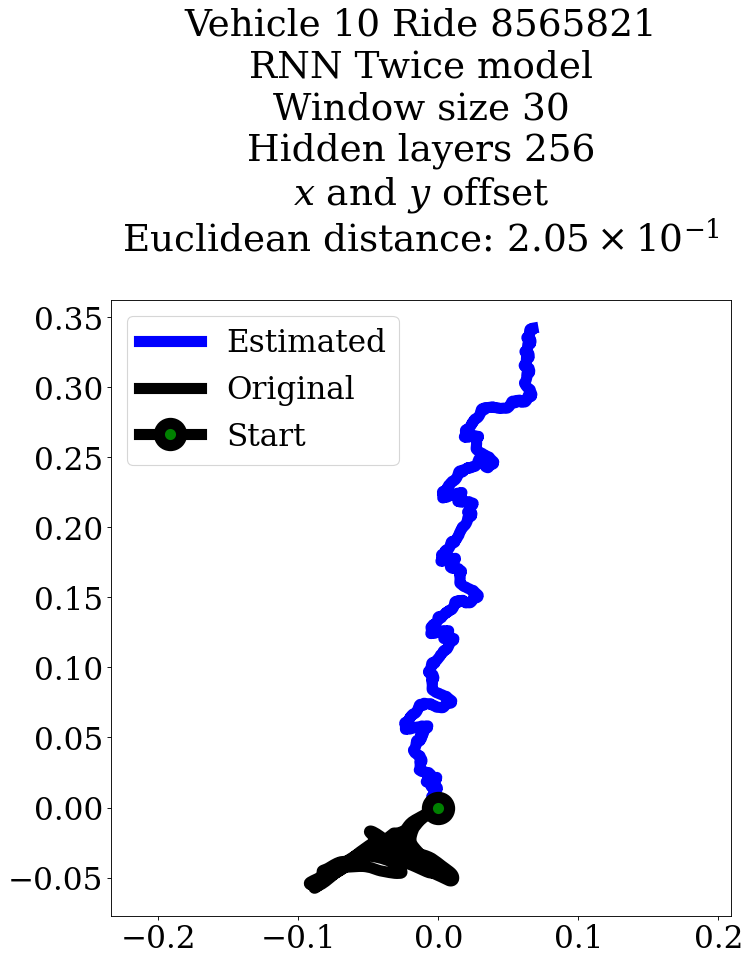 Vehicle 10 Ride 8565821
RNN Twice model
Window size 30
Hidden layers 256
x and y offset
Euclidean distance: 2.05 × 10⁻¹
Estimated
Original
Start
0.35
0.30
0.25
0.20
0.15
0.10
0.05
0.00
−0.05
−0.2 −0.1 0.0 0.1 0.2